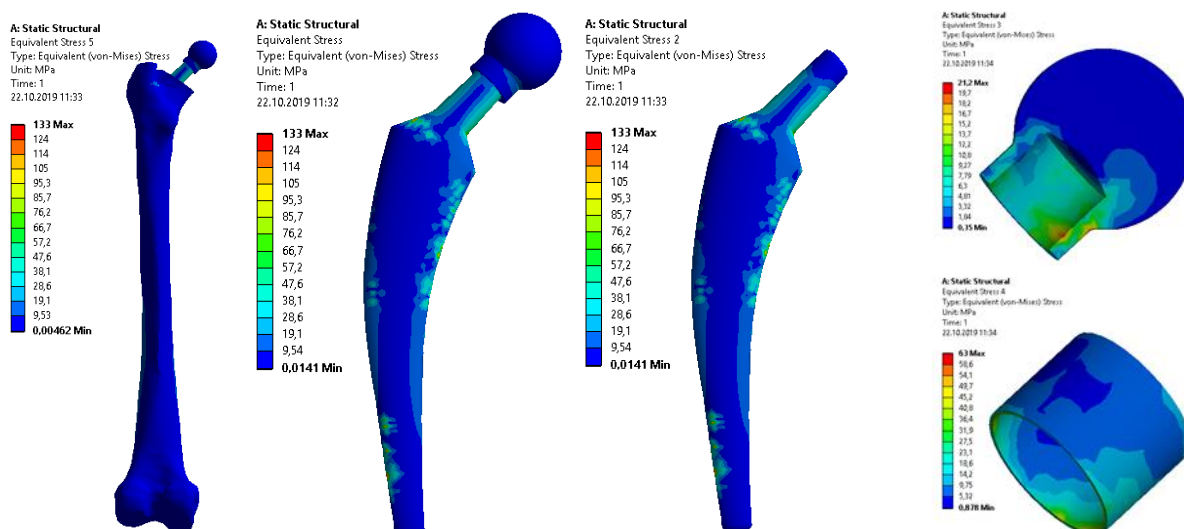 A: Static Structural
Equivalent Stress 5
Type: Equivalent (von-Mises) Stress
Unit: MPa
Time: 1
22.10.2019 11:33
133 Max
124
114
105
95,3
85,7
76,2
66,7
57,2
47,6
38,1
28,6
19,1
9,53
0,00462 Min
A: Static Structural
Equivalent Stress
Type: Equivalent (von-Mises) Stress
Unit: MPa
Time: 1
22.10.2019 11:32
133 Max
124
114
105
95,3
85,7
76,2
66,7
57,2
47,6
38,1
28,6
19,1
9,54
0,0141 Min
A: Static Structural
Equivalent Stress 2
Type: Equivalent (von-Mises) Stress
Unit: MPa
Time: 1
22.10.2019 11:33
133 Max
124
114
105
95,3
85,7
76,2
66,7
57,2
47,6
38,1
28,6
19,1
9,54
0,0141 Min
A: Static Structural
Equivalent Stress 3
Type: Equivalent (von-Mises) Stress
Unit: MPa
Time: 1
22.10.2019 11:34
21,2 Max
19,7
18,2
16,7
15,2
13,7
12,2
10,8
9,27
7,79
6,3
4,81
3,32
1,84
0,35 Min
A: Static Structural
Equivalent Stress 4
Type: Equivalent (von-Mises) Stress
Unit: MPa
Time: 1
22.10.2019 11:34
63 Max
58,6
54,1
49,7
45,2
40,8
36,4
31,9
27,5
23,1
18,6
14,2
9,75
5,32
0,878 Min